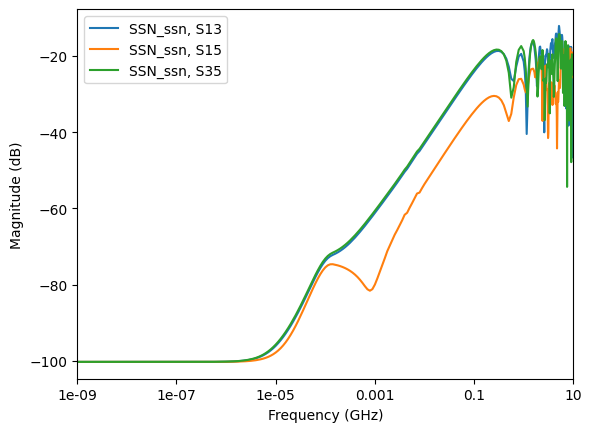 SSN_ssn, S13
SSN_ssn, S15
SSN_ssn, S35
−20
−40
−60
−80
−100
Magnitude (dB)
1e-09 1e-07 1e-05 0.001 0.1 10
Frequency (GHz)